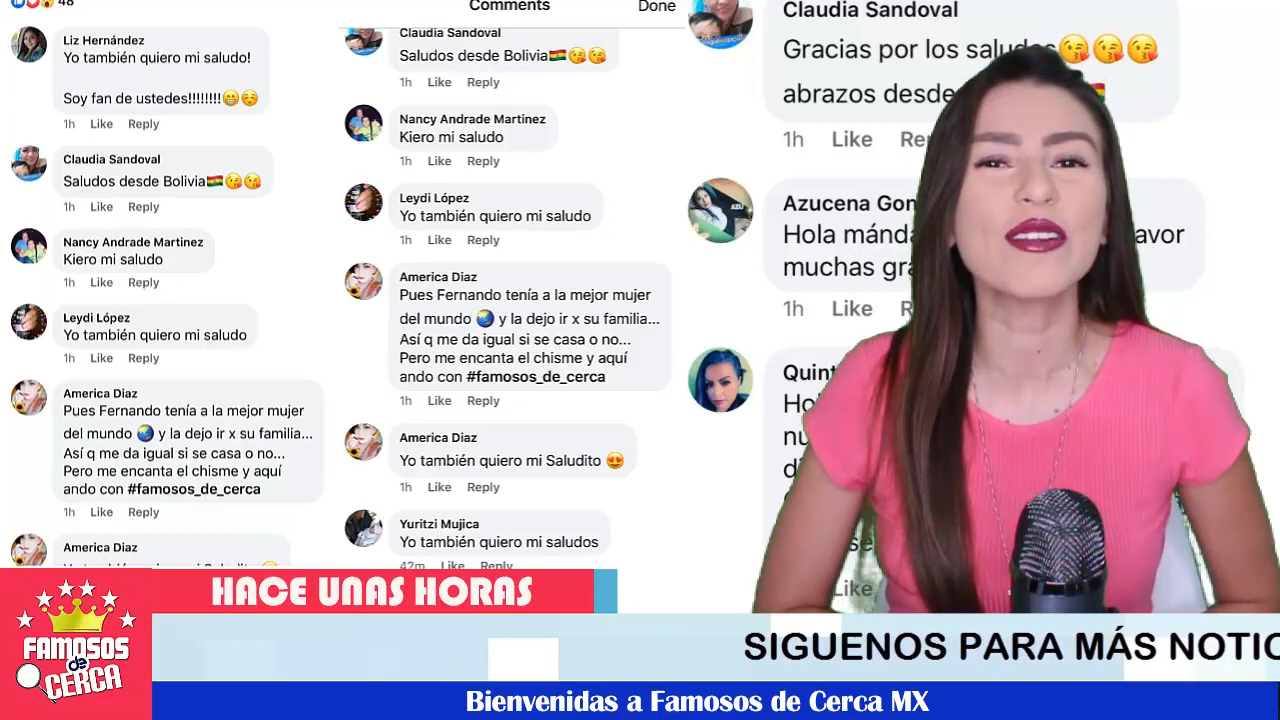 48
Liz Hernández
Yo también quiero mi saludo!
Soy fan de ustedes!!!!!!!!😁☺️
1h Like Reply
Claudia Sandoval
Saludos desde Bolivia🇧🇴😘😘
1h Like Reply
Nancy Andrade Martinez
Kiero mi saludo
1h Like Reply
Leydi López
Yo también quiero mi saludo
1h Like Reply
America Diaz
Pues Fernando tenía a la mejor mujer
del mundo 🌏 y la dejo ir x su familia...
Así q me da igual si se casa o no...
Pero me encanta el chisme y aquí
ando con #famosos_de_cerca
1h Like Reply
America Diaz
Comments Done
Claudia Sandoval
Saludos desde Bolivia🇧🇴😘😘
1h Like Reply
Nancy Andrade Martinez
Kiero mi saludo
1h Like Reply
Leydi López
Yo también quiero mi saludo
1h Like Reply
America Diaz
Pues Fernando tenía a la mejor mujer
del mundo 🌏 y la dejo ir x su familia...
Así q me da igual si se casa o no...
Pero me encanta el chisme y aquí
ando con #famosos_de_cerca
1h Like Reply
America Diaz
Yo también quiero mi Saludito 😍
1h Like Reply
Yuritzi Mujica
Yo también quiero mi saludos
42m Like Reply
Claudia Sandoval
Gracias por los saludos😘😘😘
abrazos desde
1h Like Re
Azucena Gon
Hola mánda avor
muchas gra
1h Like R
Quint
Ho
nu
Like
HACE UNAS HORAS
FAMOSOS
de
CERCA
SIGUENOS PARA MÁS NOTIC
Bienvenidas a Famosos de Cerca MX